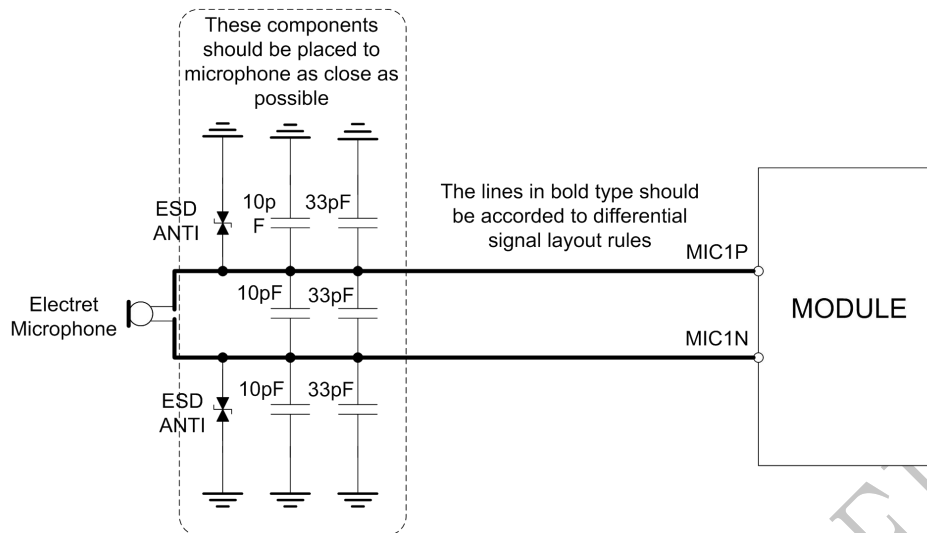 These components
should be placed to
microphone as close as
possible
ESD
ANTI
10p
F
33pF
The lines in bold type should
be accorded to differential
signal layout rules
MIC1P
Electret
Microphone
10pF
33pF
MODULE
MIC1N
ESD
ANTI
10pF
33pF